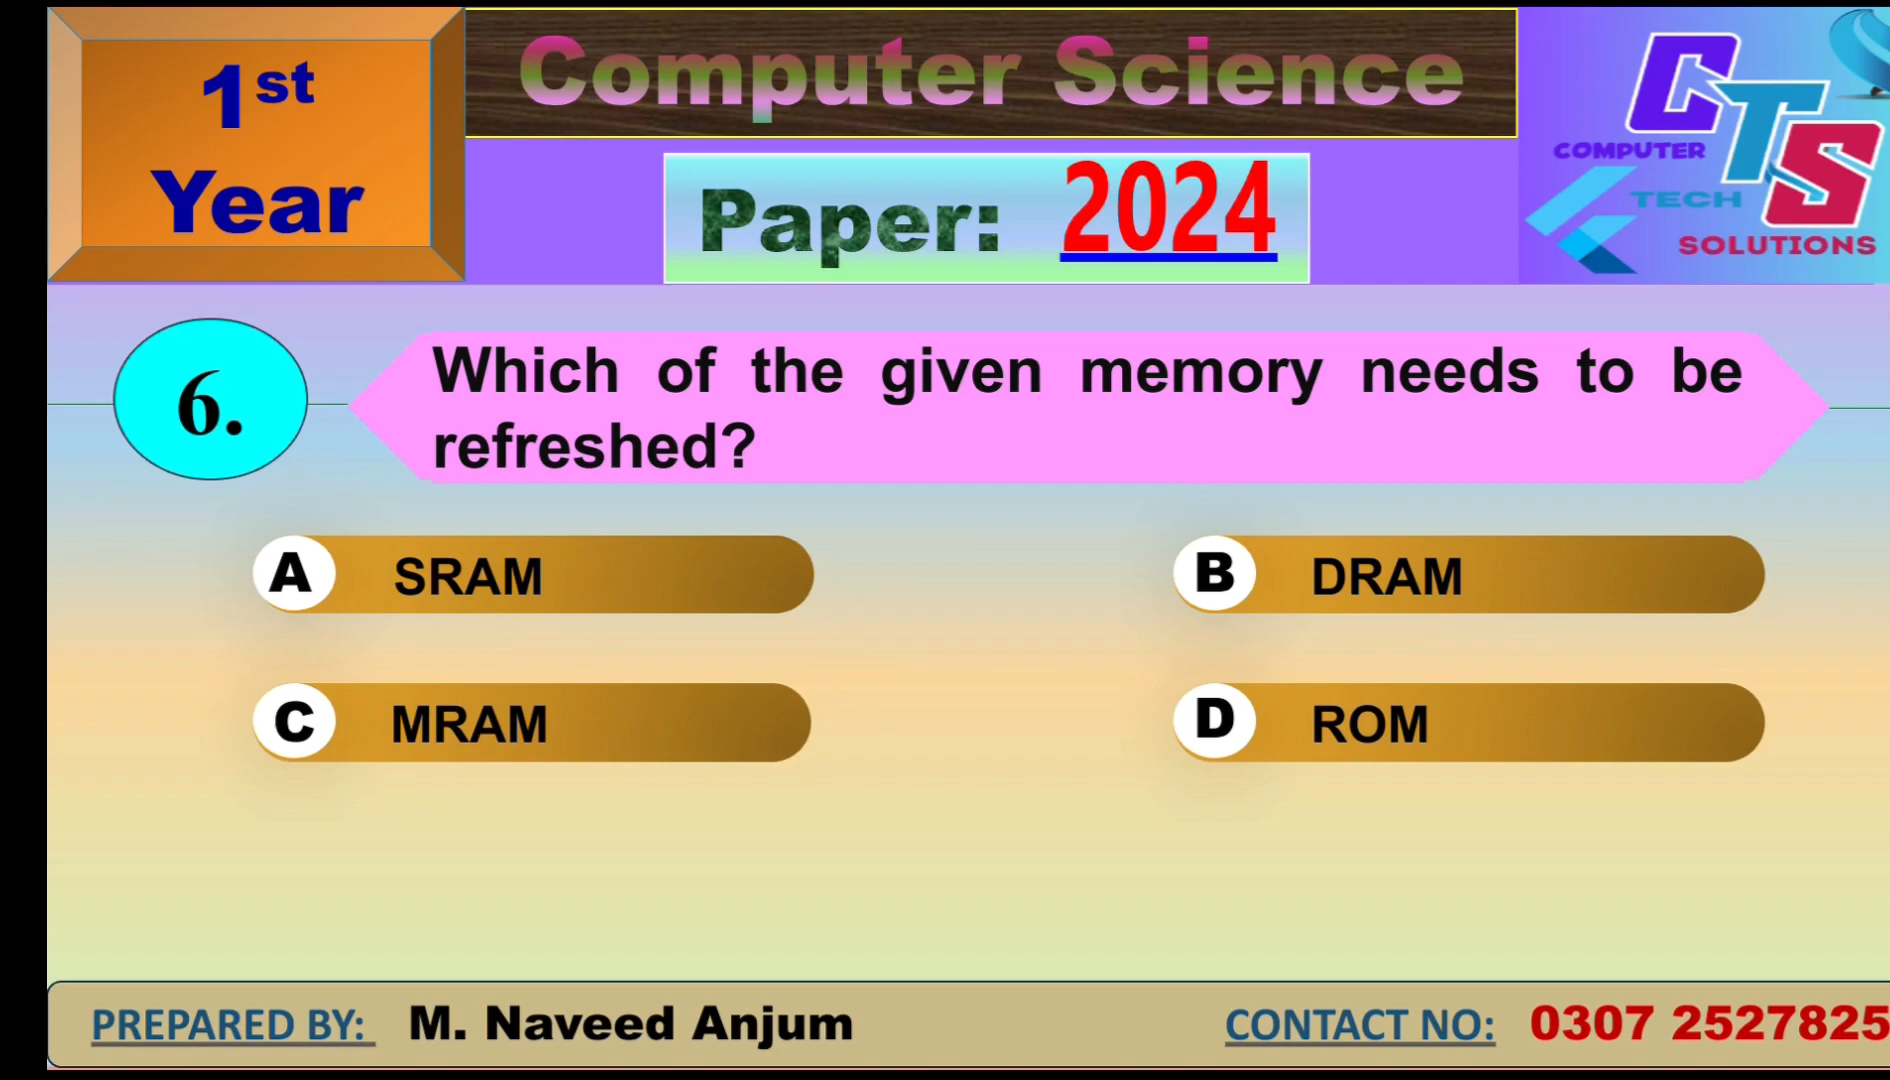 1st
Year
Computer Science
Paper: 2024
CTS
COMPUTER
TECH
SOLUTIONS
6.
Which of the given memory needs to be
refreshed?
A SRAM
B DRAM
C MRAM
D ROM
PREPARED BY: M. Naveed Anjum
CONTACT NO: 0307 2527825